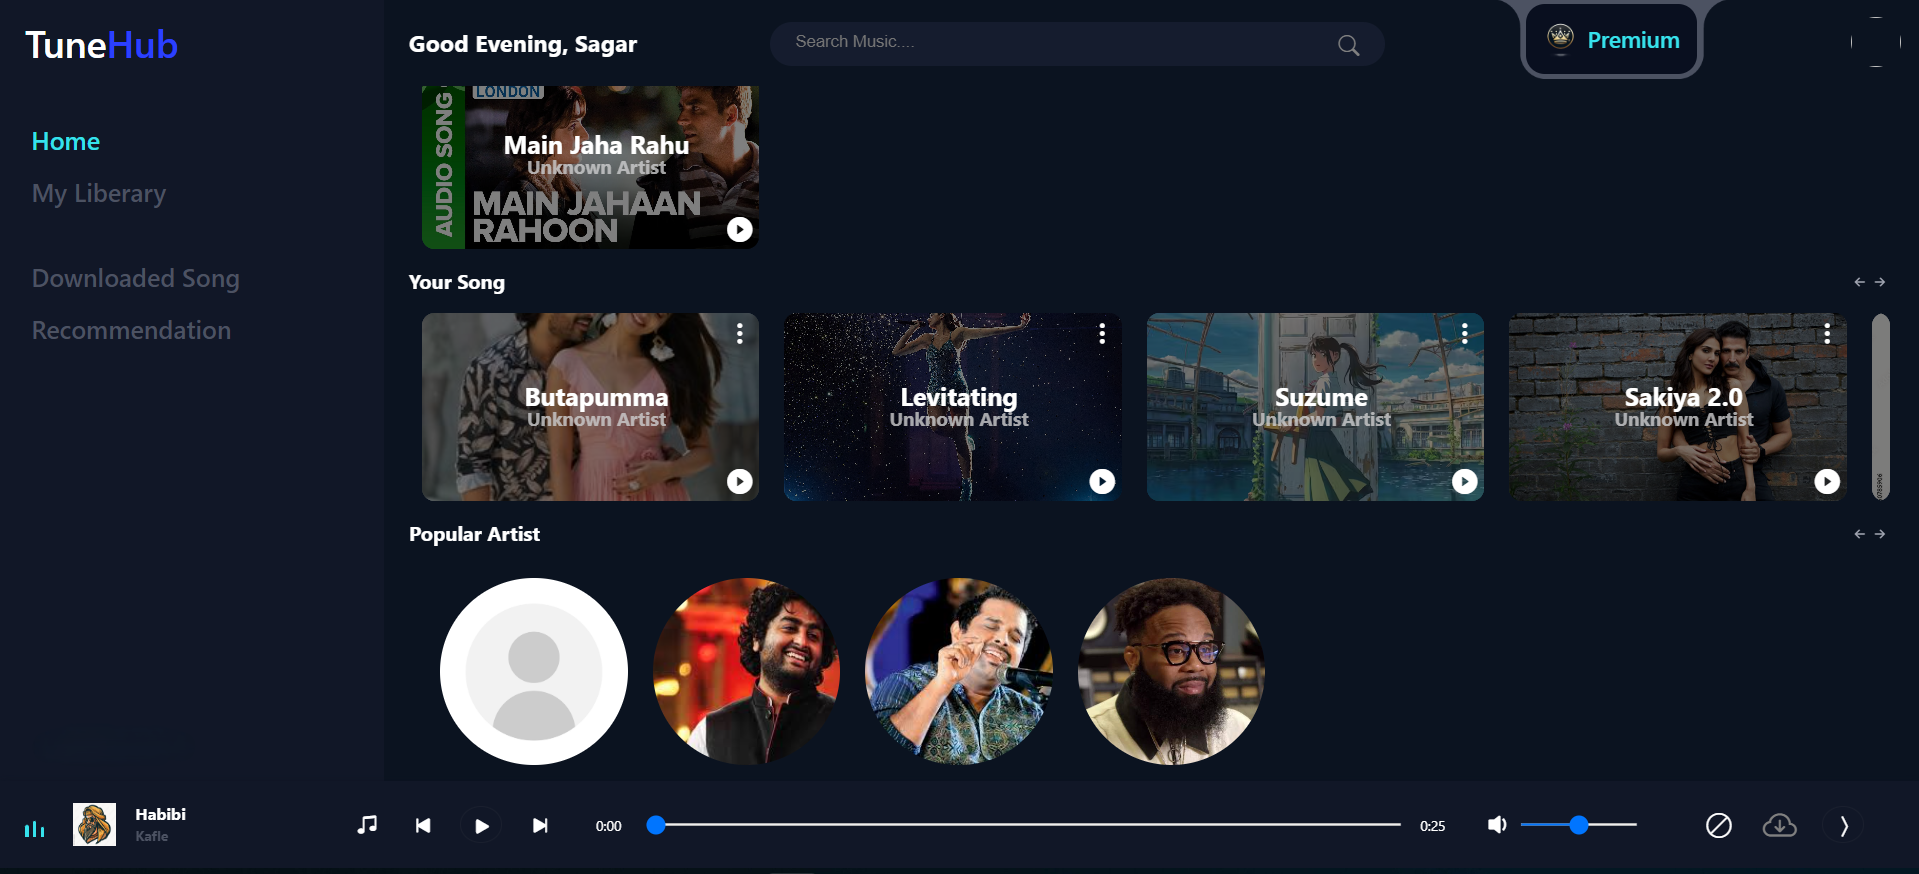 TuneHub
Good Evening, Sagar
Search Music....
Premium
Home
My Liberary
Downloaded Song
Recommendation
LONDON
AUDIO SONG
Main Jaha Rahu
Unknown Artist
MAIN JAHAAN
RAHOON
Your Song
Butapumma
Unknown Artist
Levitating
Unknown Artist
Suzume
Unknown Artist
Sakiya 2.0
Unknown Artist
Popular Artist
Habibi
Kafle
0:00
0:25